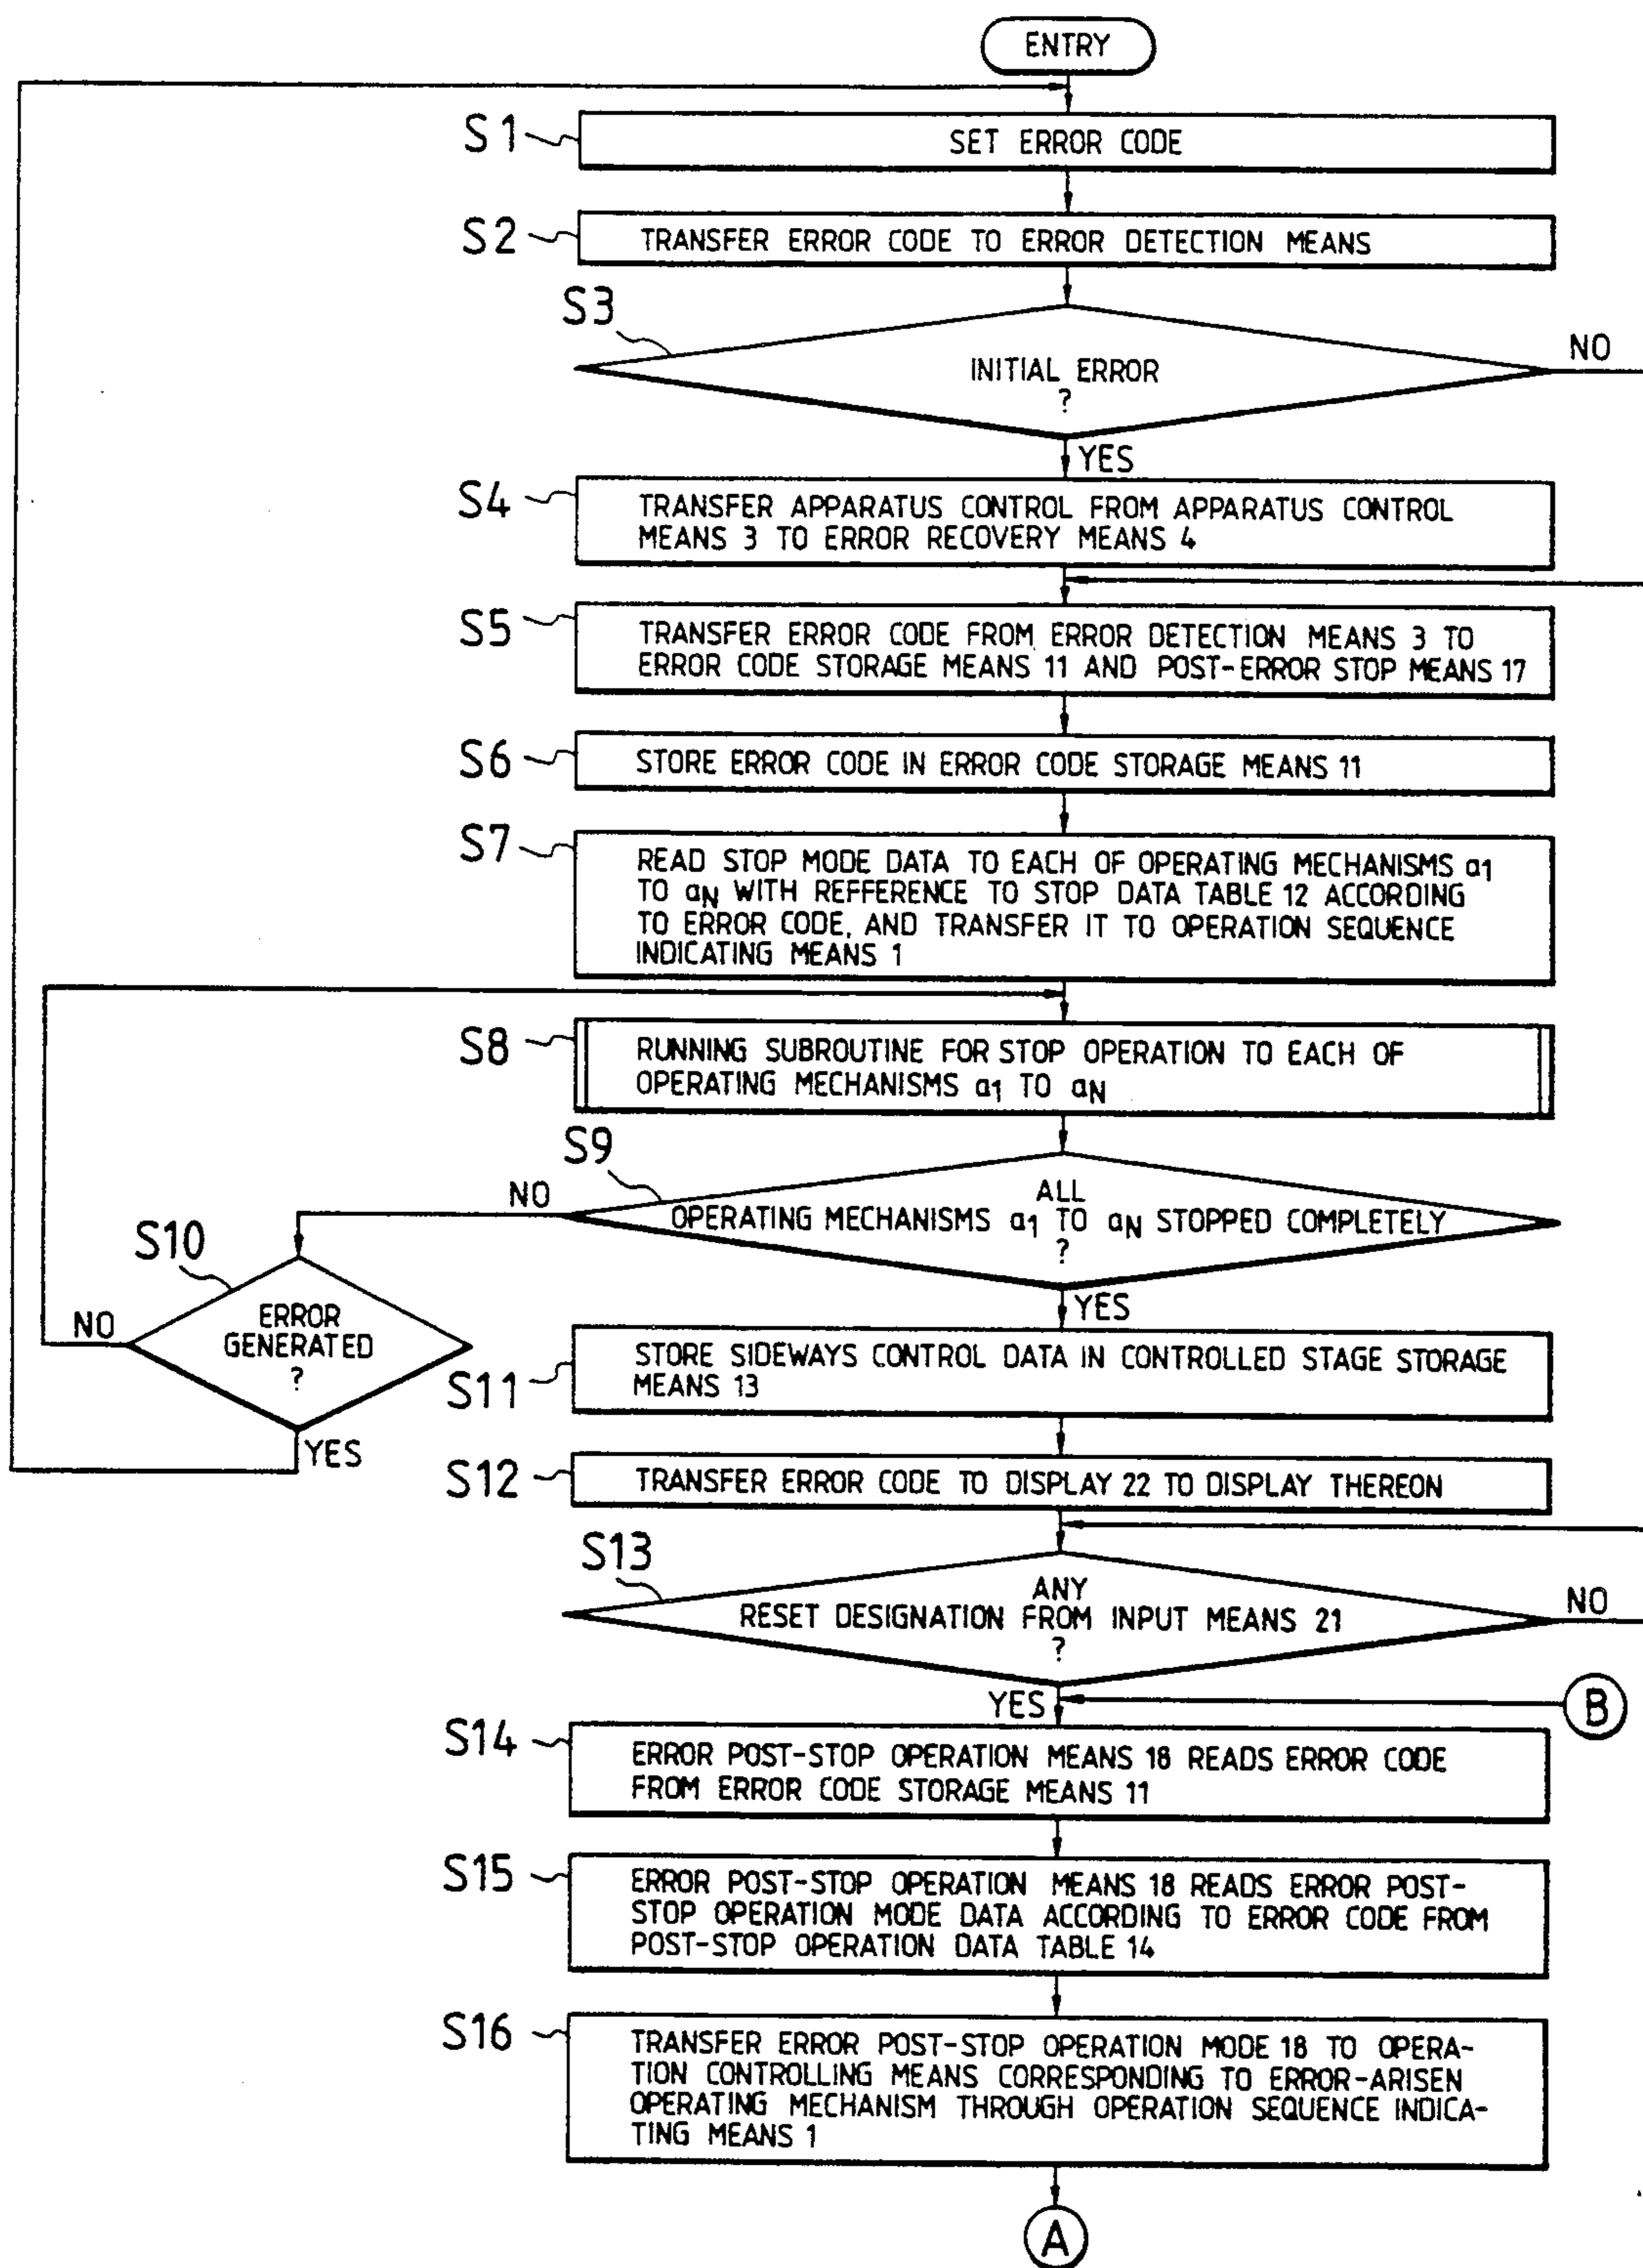 ENTRY
S1
SET ERROR CODE
S2
TRANSFER ERROR CODE TO ERROR DETECTION MEANS
S3
INITIAL ERROR
?
NO
YES
S4
TRANSFER APPARATUS CONTROL FROM APPARATUS CONTROL
MEANS 3 TO ERROR RECOVERY MEANS 4
S5
TRANSFER ERROR CODE FROM ERROR DETECTION MEANS 3 TO
ERROR CODE STORAGE MEANS 11 AND POST-ERROR STOP MEANS 17
S6
STORE ERROR CODE IN ERROR CODE STORAGE MEANS 11
S7
READ STOP MODE DATA TO EACH OF OPERATING MECHANISMS a1
TO aN WITH REFFERENCE TO STOP DATA TABLE 12 ACCORDING
TO ERROR CODE, AND TRANSFER IT TO OPERATION SEQUENCE
INDICATING MEANS 1
S8
RUNNING SUBROUTINE FOR STOP OPERATION TO EACH OF
OPERATING MECHANISMS a1 TO aN
S9
NO
ALL
OPERATING MECHANISMS a1 TO aN STOPPED COMPLETELY
?
YES
S10
NO
ERROR
GENERATED
?
YES
S11
STORE SIDEWAYS CONTROL DATA IN CONTROLLED STAGE STORAGE
MEANS 13
S12
TRANSFER ERROR CODE TO DISPLAY 22 TO DISPLAY THEREON
S13
ANY
RESET DESIGNATION FROM INPUT MEANS 21
?
NO
YES
B
S14
ERROR POST-STOP OPERATION MEANS 18 READS ERROR CODE
FROM ERROR CODE STORAGE MEANS 11
S15
ERROR POST-STOP OPERATION MEANS 18 READS ERROR POST-
STOP OPERATION MODE DATA ACCORDING TO ERROR CODE FROM
POST-STOP OPERATION DATA TABLE 14
S16
TRANSFER ERROR POST-STOP OPERATION MODE 18 TO OPERA-
TION CONTROLLING MEANS CORRESPONDING TO ERROR-ARISEN
OPERATING MECHANISM THROUGH OPERATION SEQUENCE INDICA-
TING MEANS 1
A